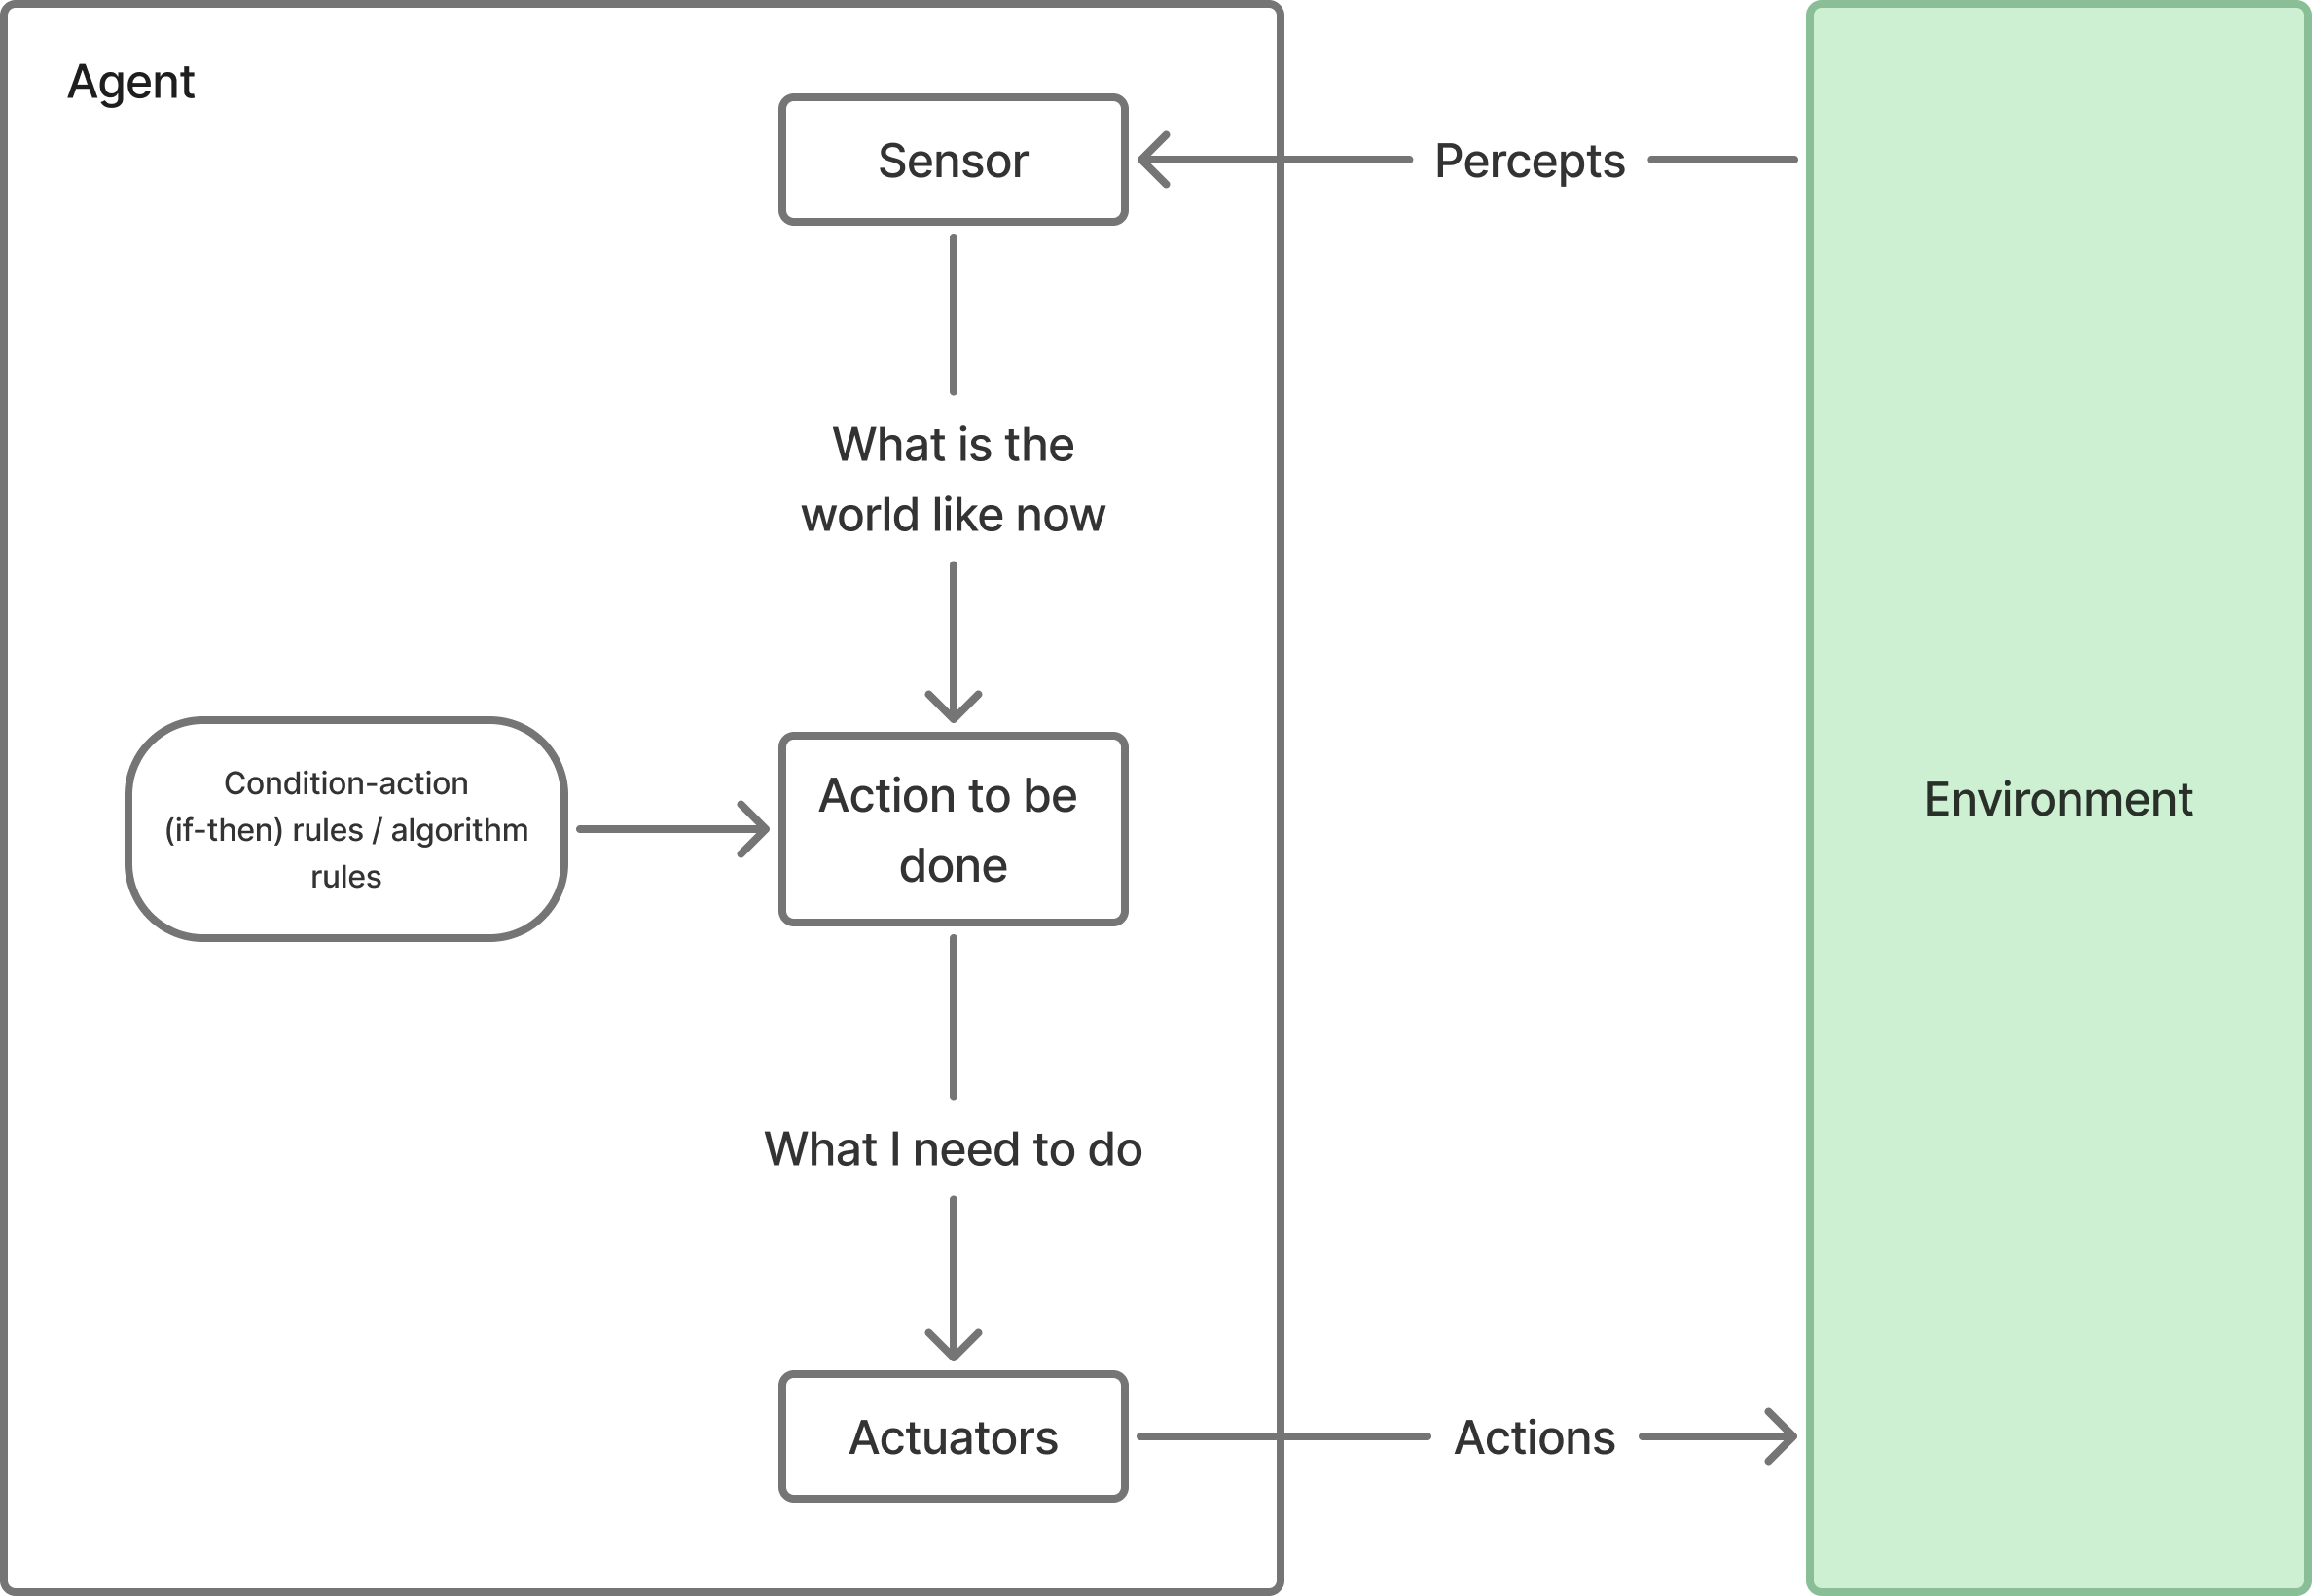 Agent
Sensor
Percepts
What is the
world like now
Condition-action
(if-then) rules / algorithm
rules
Action to be
done
Environment
What I need to do
Actuators
Actions